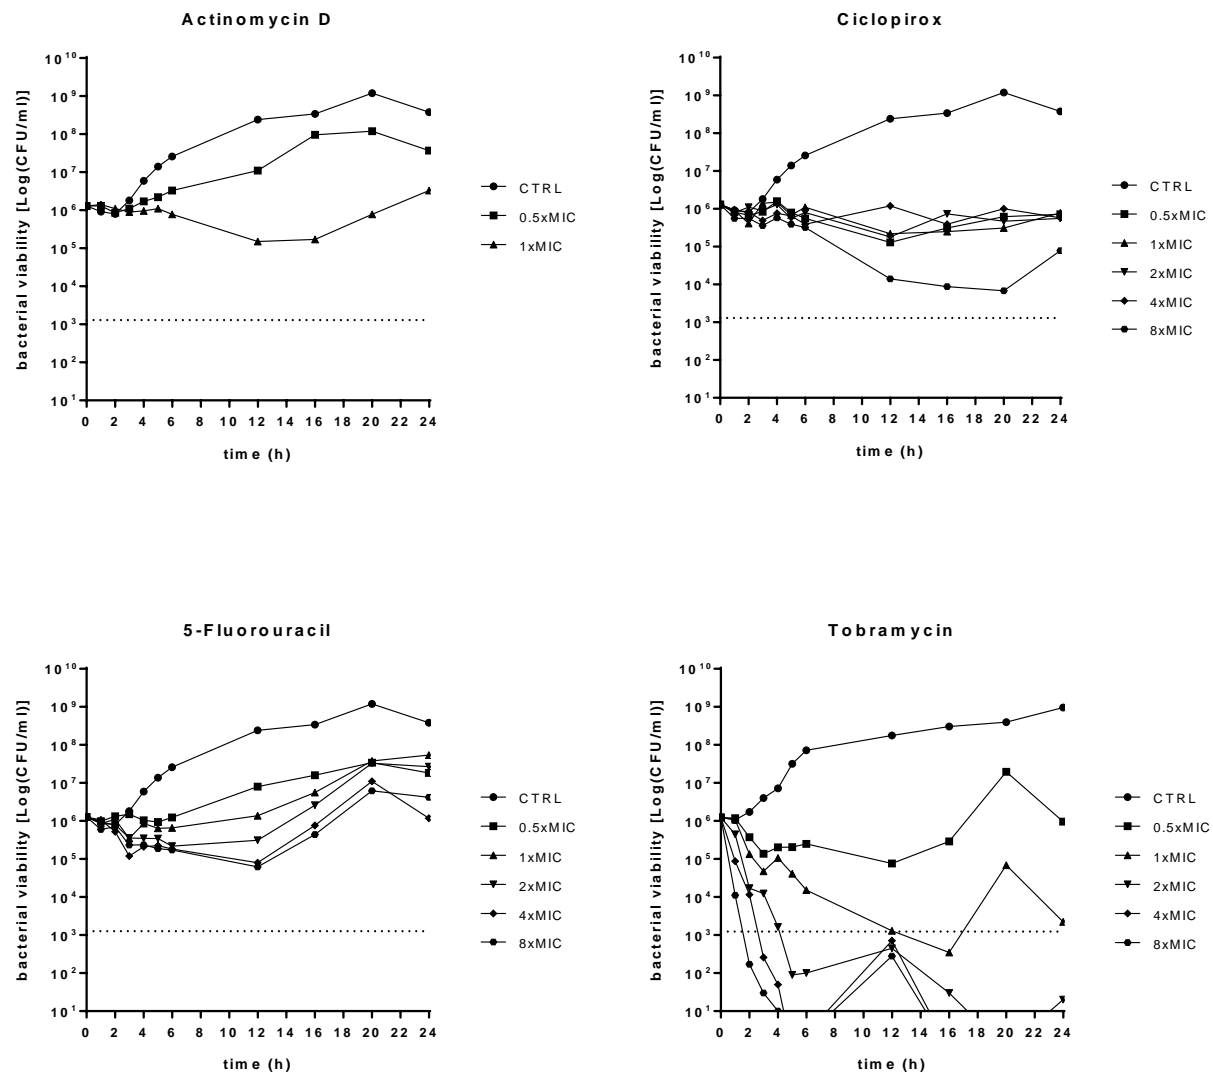 Actinomycin D
bacterial viability [Log(CFU/ml)]
10^10
10^9
10^8
10^7
10^6
10^5
10^4
10^3
10^2
10^1
0 2 4 6 8 10 12 14 16 18 20 22 24
time (h)
CTRL
0.5xMIC
1xMIC
Ciclopirox
bacterial viability [Log(CFU/ml)]
10^10
10^9
10^8
10^7
10^6
10^5
10^4
10^3
10^2
10^1
0 2 4 6 8 10 12 14 16 18 20 22 24
time (h)
CTRL
0.5xMIC
1xMIC
2xMIC
4xMIC
8xMIC
5-Fluorouracil
bacterial viability [Log(CFU/ml)]
10^10
10^9
10^8
10^7
10^6
10^5
10^4
10^3
10^2
10^1
0 2 4 6 8 10 12 14 16 18 20 22 24
time (h)
CTRL
0.5xMIC
1xMIC
2xMIC
4xMIC
8xMIC
Tobramycin
bacterial viability [Log(CFU/ml)]
10^10
10^9
10^8
10^7
10^6
10^5
10^4
10^3
10^2
10^1
0 2 4 6 8 10 12 14 16 18 20 22 24
time (h)
CTRL
0.5xMIC
1xMIC
2xMIC
4xMIC
8xMIC